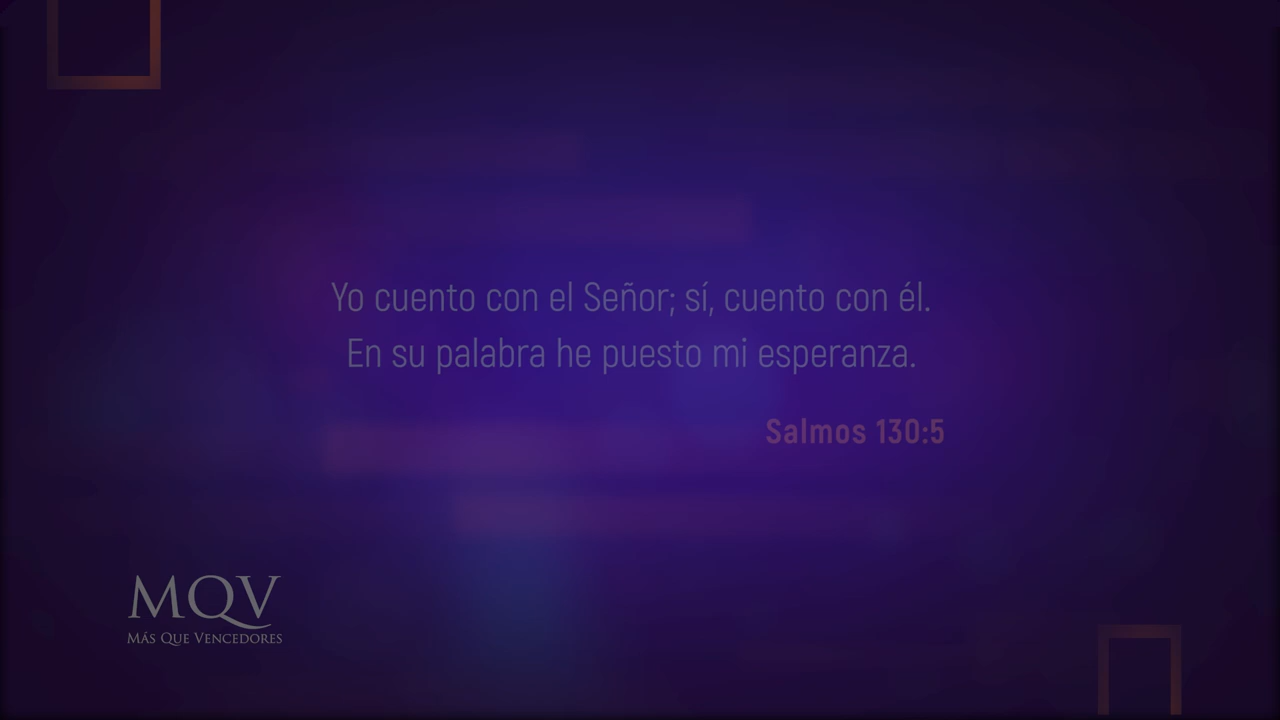 Yo cuento con el Señor; sí, cuento con él.
En su palabra he puesto mi esperanza.
Salmos 130:5
MQV
Más Que Vencedores